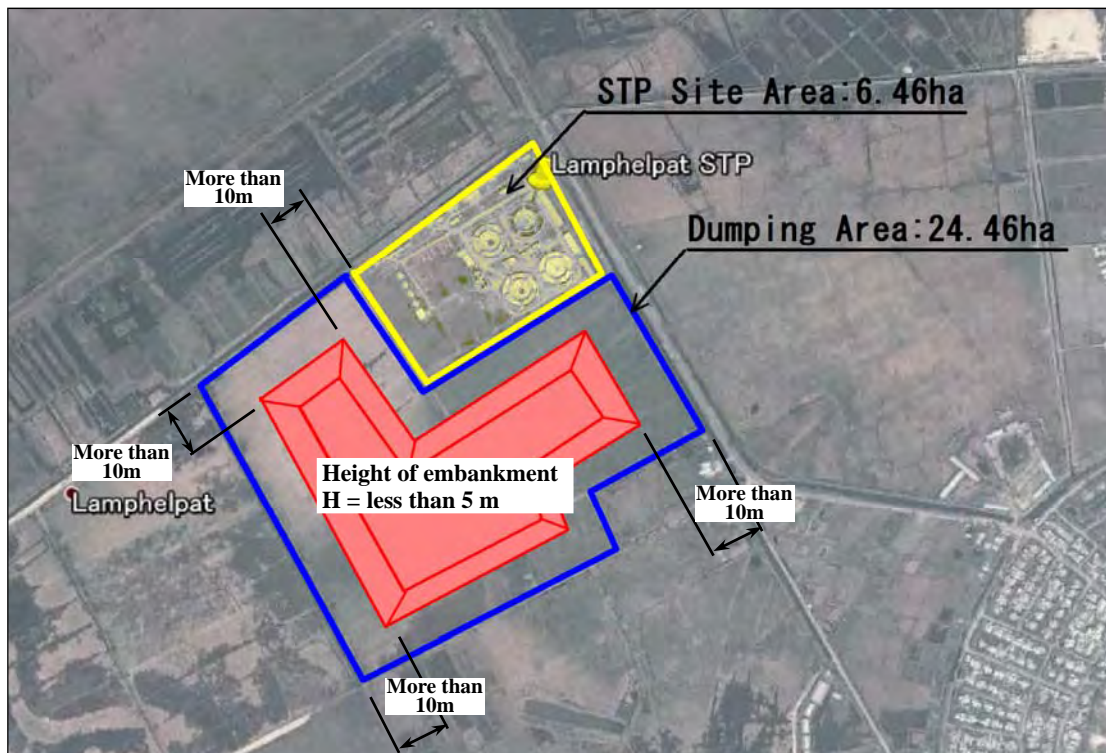 STP Site Area:6.46ha
Lamphelpat STP
More than
10m
Dumping Area:24.46ha
More than
10m
Lamphelpat
Height of embankment
H = less than 5 m
More than
10m
More than
10m